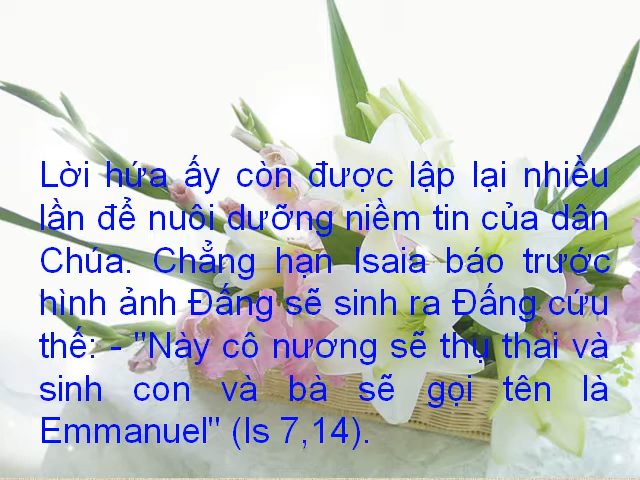 Lời hứa ấy còn được lập lại nhiều
lần để nuôi dưỡng niềm tin của dân
Chúa. Chẳng hạn Isaia báo trước
hình ảnh Đấng sẽ sinh ra Đấng cứu
thế: - "Này cô nương sẽ thụ thai và
sinh con và bà sẽ gọi tên là
Emmanuel" (Is 7,14).